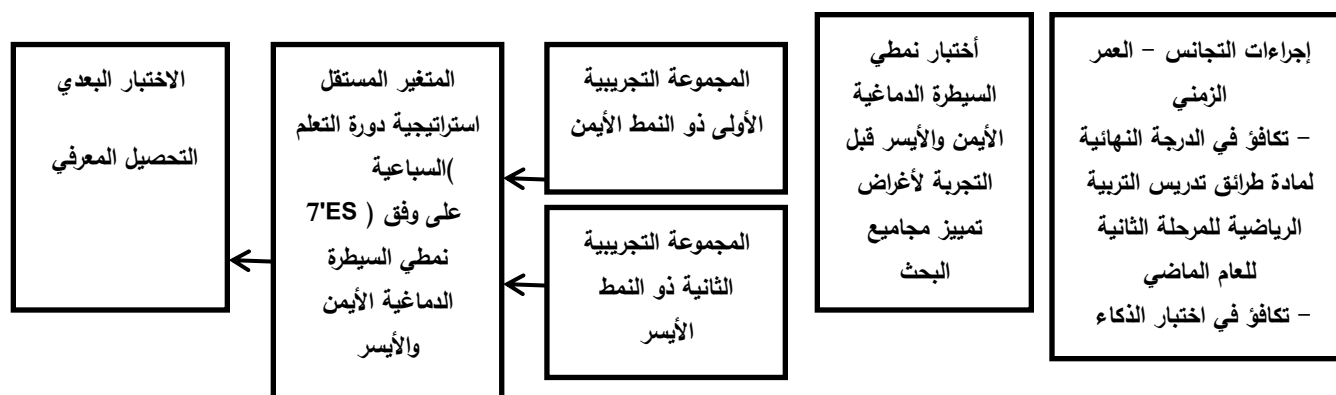 إجراءات التجانس – العمر
الزمني
– تكافؤ في الدرجة النهائية
لمادة طرائق تدريس التربية
الرياضية للمرحلة الثانية
للعام الماضي
– تكافؤ في اختبار الذكاء
أختبار نمطي
السيطرة الدماغية
الأيمن والأيسر قبل
التجربة لأغراض
تمييز مجاميع
البحث
المجموعة التجريبية
الأولى ذو النمط الأيمن
المجموعة التجريبية
الثانية ذو النمط
الأيسر
المتغير المستقل
استراتيجية دورة التعلم
السباعية(
على وفق ( 7'ES
نمطي السيطرة
الدماغية الأيمن
والأيسر
الاختبار البعدي
التحصيل المعرفي